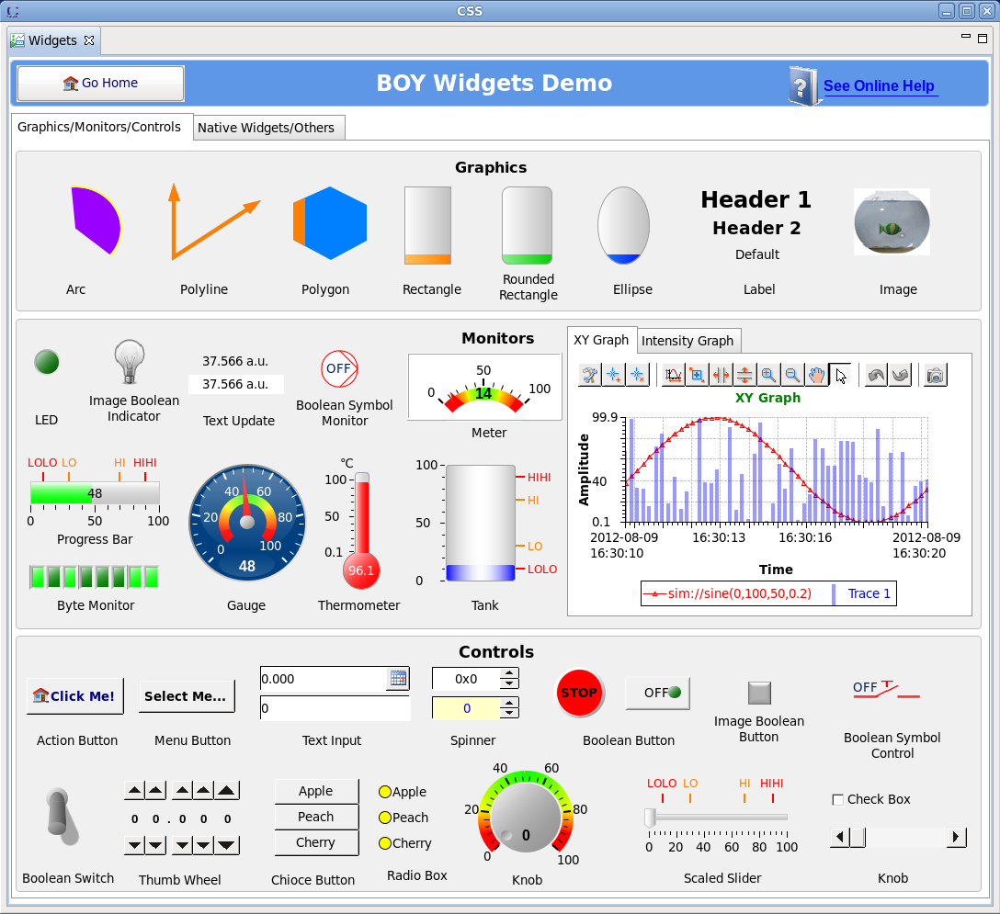 CSS
Widgets
Go Home
BOY Widgets Demo
?
See Online Help
Graphics/Monitors/Controls
Native Widgets/Others
Graphics
Header 1
Header 2
Default
Arc
Polyline
Polygon
Rectangle
Rounded
Rectangle
Ellipse
Label
Image
Monitors
LED
Image Boolean
Indicator
37.566 a.u.
37.566 a.u.
Text Update
OFF
Boolean Symbol
Monitor
0
50
100
14
Meter
LOLO LO HI HIHI
48
0 50 100
Progress Bar
Byte Monitor
0 20 40 60 80 100
48
Gauge
°C
100
50
0.1
96.1
Thermometer
100
50
0
HIHI
HI
LO
LOLO
Tank
XY Graph
Intensity Graph
XY Graph
Amplitude
99.9
40
0.1
2012-08-09
16:30:10
16:30:13
16:30:16
2012-08-09
16:30:20
Time
sim://sine(0,100,50,0.2)
Trace 1
Controls
Click Me!
Action Button
Select Me...
Menu Button
0.000
0
Text Input
0x0
0
Spinner
STOP
OFF
Boolean Button
Image Boolean
Button
OFF
Boolean Symbol
Control
Boolean Switch
0 0 . 0 0 0
Thumb Wheel
Apple
Peach
Cherry
Chioce Button
Apple
Peach
Cherry
Radio Box
0 20 40 60 80 100
0
Knob
LOLO LO HI HIHI
0 20 40 60 80 100
Scaled Slider
Check Box
Knob